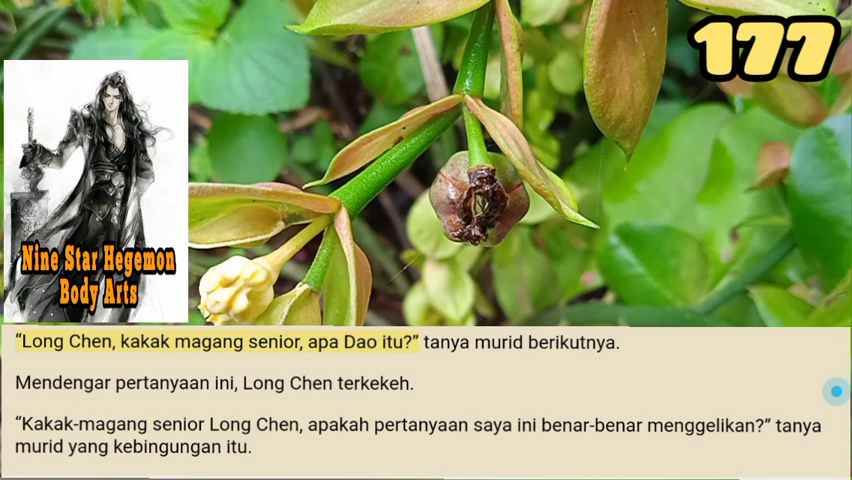 177
Nine Star Hegemon
Body Arts
“Long Chen, kakak magang senior, apa Dao itu?” tanya murid berikutnya.
Mendengar pertanyaan ini, Long Chen terkekeh.
“Kakak-magang senior Long Chen, apakah pertanyaan saya ini benar-benar menggelikan?” tanya
murid yang kebingungan itu.